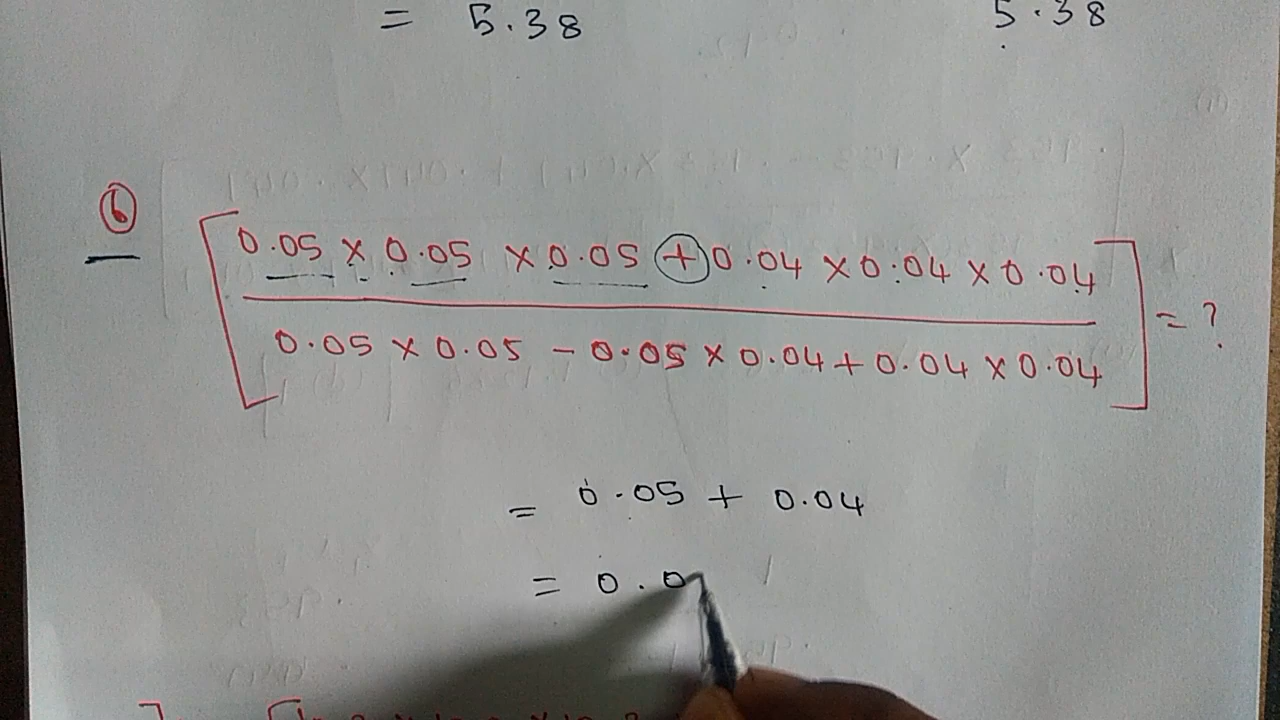 = 5.38 5.38
6
0.05 × 0.05 × 0.05 + 0.04 × 0.04 × 0.04
0.05 × 0.05 - 0.05 × 0.04 + 0.04 × 0.04
= ?
= 0.05 + 0.04
= 0.0